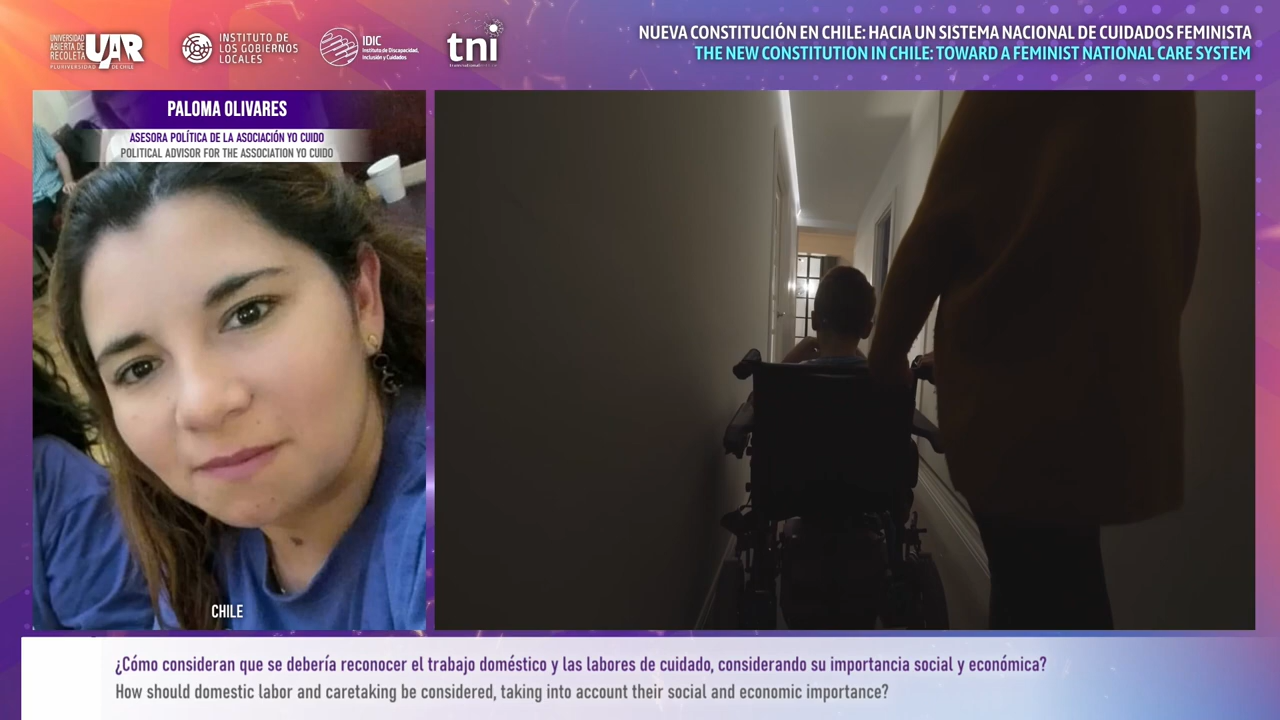 UNIVERSIDAD
ABIERTA DE
RECOLETA
UAR
PLURIVERSIDAD DE CHILE
INSTITUTO DE
LOS GOBIERNOS
LOCALES
IDIC
Instituto de Discapacidad,
Inclusión y Cuidados
tni
NUEVA CONSTITUCIÓN EN CHILE: HACIA UN SISTEMA NACIONAL DE CUIDADOS FEMINISTA
THE NEW CONSTITUTION IN CHILE: TOWARD A FEMINIST NATIONAL CARE SYSTEM
PALOMA OLIVARES
ASESORA POLÍTICA DE LA ASOCIACIÓN YO CUIDO
POLITICAL ADVISOR FOR THE ASSOCIATION YO CUIDO
CHILE
¿Cómo consideran que se debería reconocer el trabajo doméstico y las labores de cuidado, considerando su importancia social y económica?
How should domestic labor and caretaking be considered, taking into account their social and economic importance?